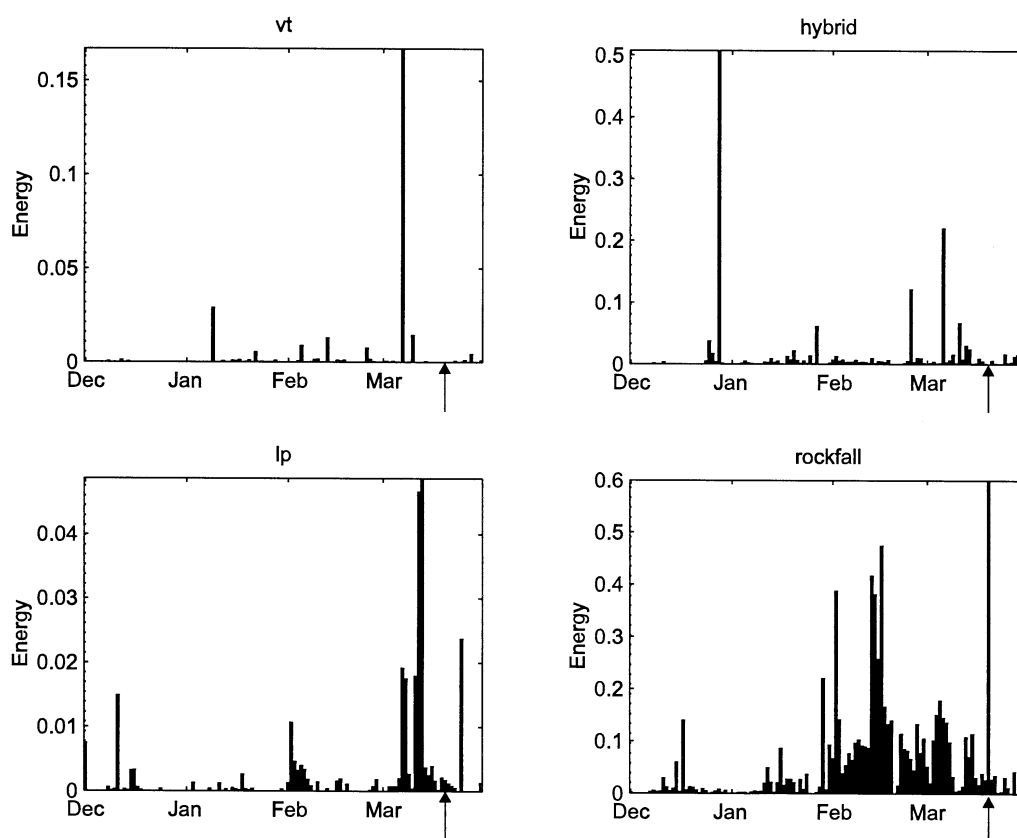 vt
0.15
0.1
0.05
0
Energy
Dec
Jan
Feb
Mar
hybrid
0.5
0.4
0.3
0.2
0.1
0
Energy
Dec
Jan
Feb
Mar
lp
0.04
0.03
0.02
0.01
0
Energy
Dec
Jan
Feb
Mar
rockfall
0.6
0.5
0.4
0.3
0.2
0.1
0
Energy
Dec
Jan
Feb
Mar